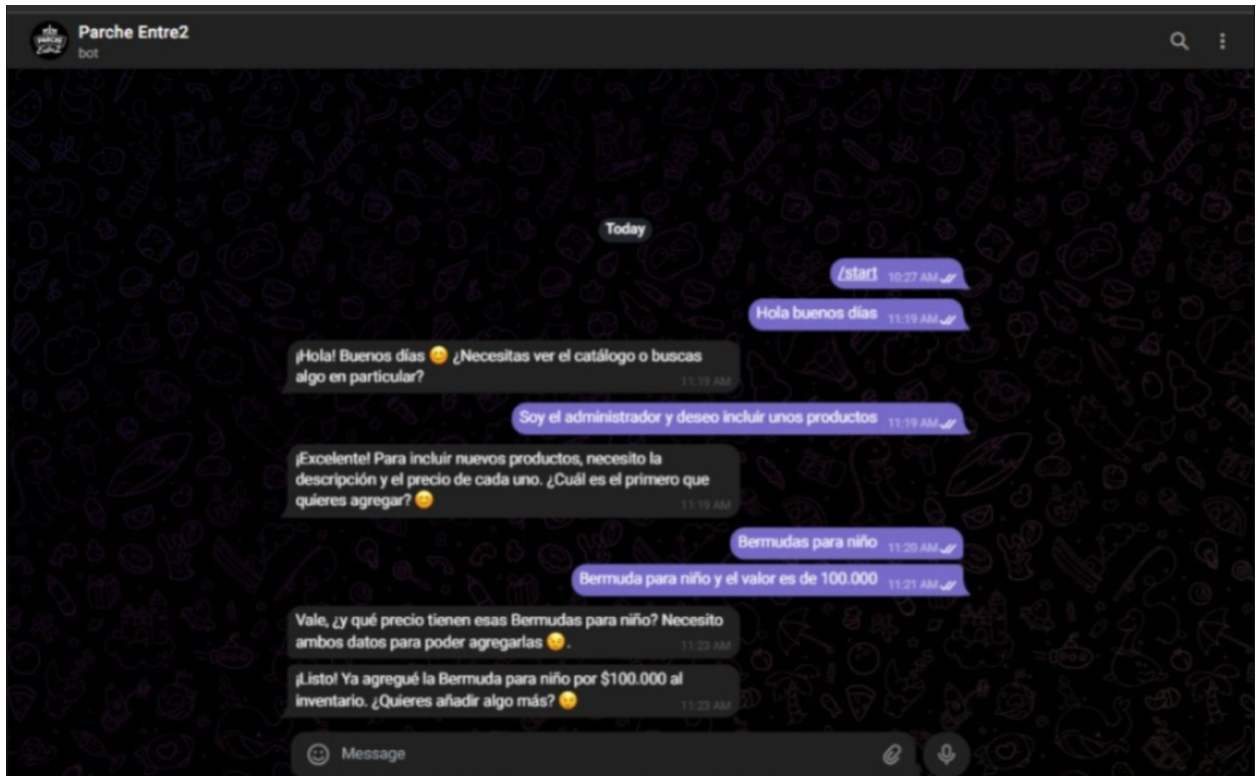 Parche Entre2
bot
Today
/start 10:27 AM
Hola buenos días 11:19 AM
¡Hola! Buenos días 😊 ¿Necesitas ver el catálogo o buscas
algo en particular? 11:19 AM
Soy el administrador y deseo incluir unos productos 11:19 AM
¡Excelente! Para incluir nuevos productos, necesito la
descripción y el precio de cada uno. ¿Cuál es el primero que
quieres agregar? 😊 11:19 AM
Bermudas para niño 11:20 AM
Bermuda para niño y el valor es de 100.000 11:21 AM
Vale, ¿y qué precio tienen esas Bermudas para niño? Necesito
ambos datos para poder agregarlas 😉. 11:23 AM
¡Listo! Ya agregué la Bermuda para niño por $100.000 al
inventario. ¿Quieres añadir algo más? 😉 11:23 AM
Message